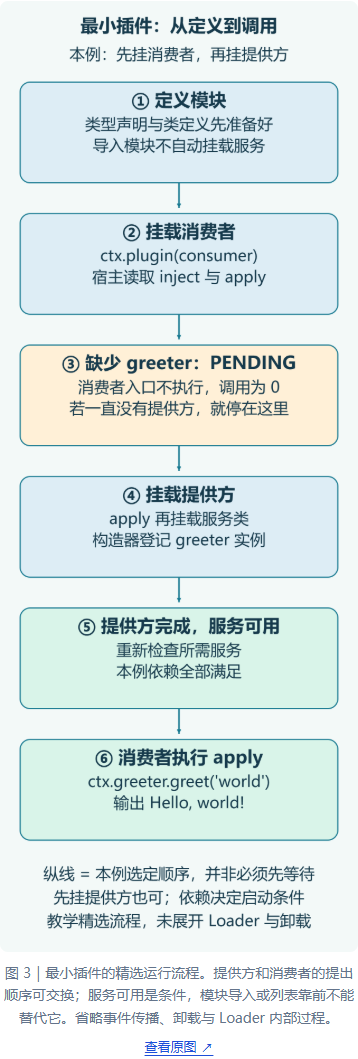 最小插件：从定义到调用
本例：先挂消费者，再挂提供方
① 定义模块
类型声明与类定义先准备好
导入模块不自动挂载服务
② 挂载消费者
ctx.plugin(consumer)
宿主读取 inject 与 apply
③ 缺少 greeter：PENDING
消费者入口不执行，调用为 0
若一直没有提供方，就停在这里
④ 挂载提供方
apply 再挂载服务类
构造器登记 greeter 实例
⑤ 提供方完成，服务可用
重新检查所需服务
本例依赖全部满足
⑥ 消费者执行 apply
ctx.greeter.greet('world')
输出 Hello, world!
纵线 = 本例选定顺序，并非必须先等待
先挂提供方也可；依赖决定启动条件
教学精选流程，未展开 Loader 与卸载
图 3｜最小插件的精选运行流程。提供方和消费者的提出
顺序可交换；服务可用是条件，模块导入或列表靠前不能
替代它。省略事件传播、卸载与 Loader 内部过程。
查看原图 ↗